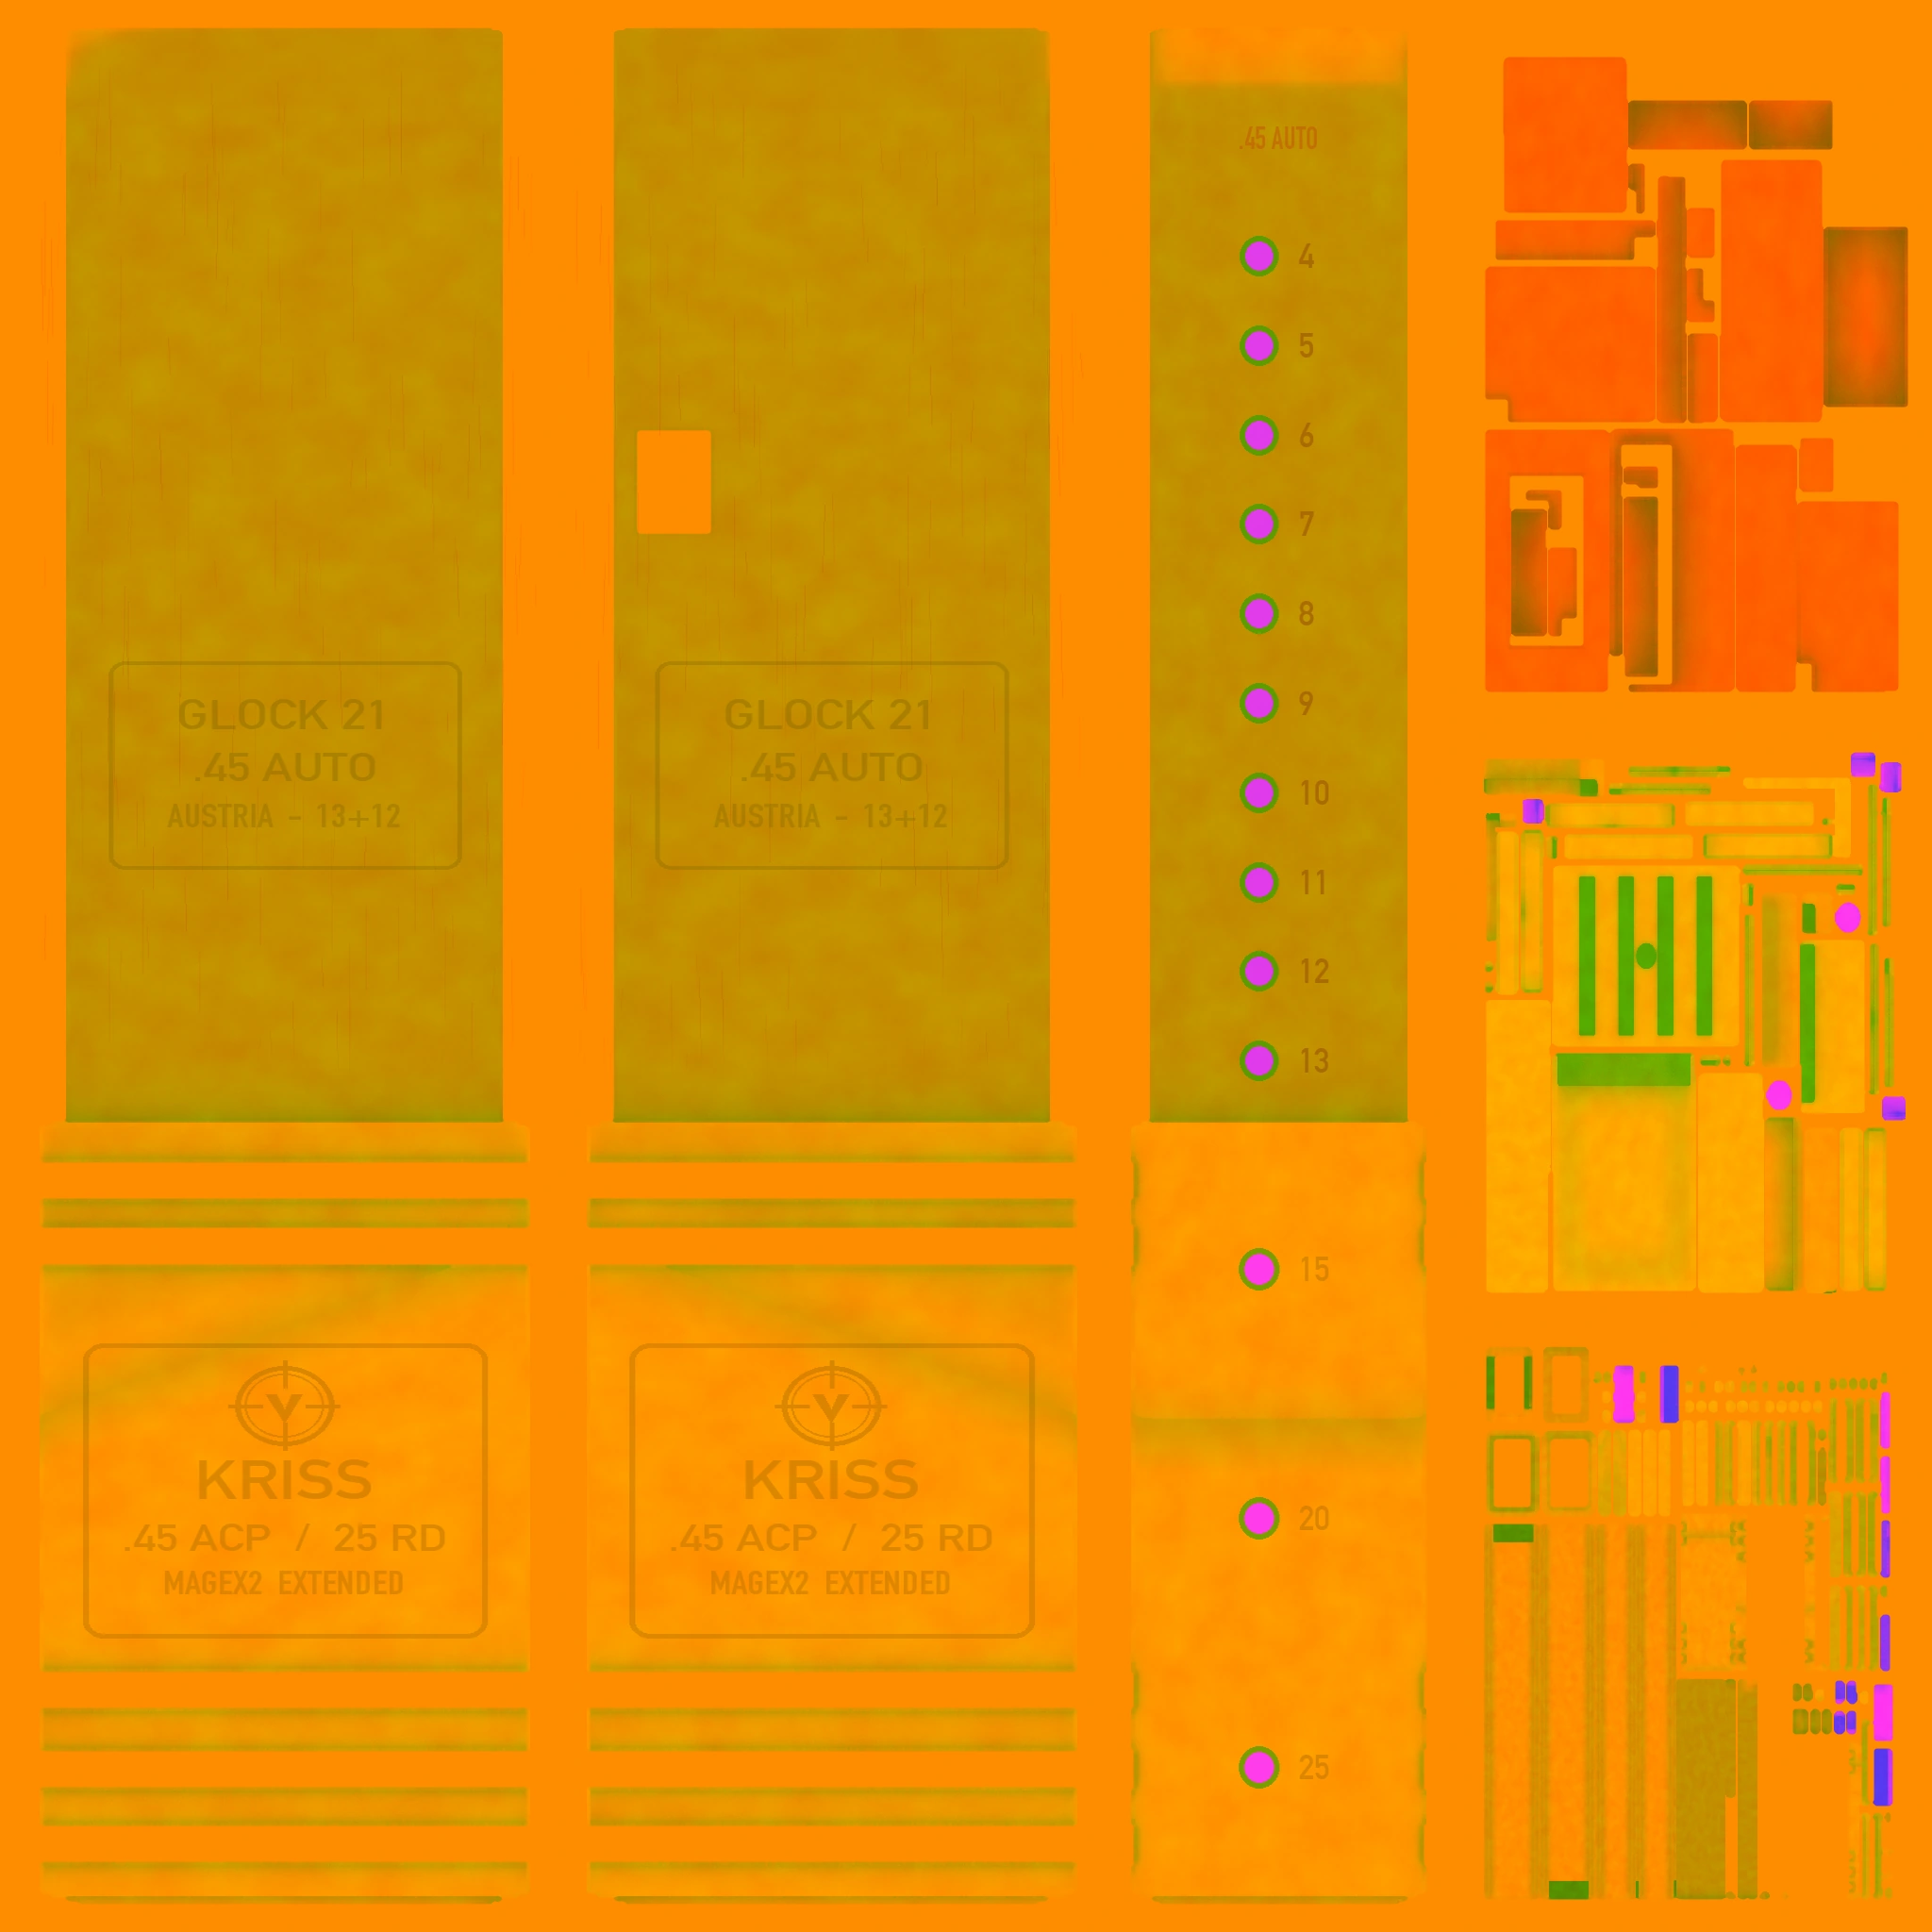 GLOCK 21
.45 AUTO
AUSTRIA - 13+12
KRISS
.45 ACP / 25 RD
MAGEX2 EXTENDED
GLOCK 21
.45 AUTO
AUSTRIA - 13+12
KRISS
.45 ACP / 25 RD
MAGEX2 EXTENDED
.45 AUTO
4
5
6
7
8
9
10
11
12
13
15
20
25